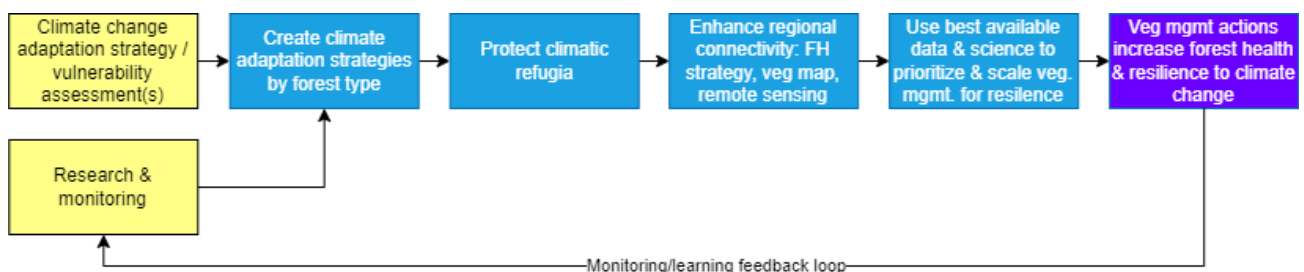 Climate change
adaptation strategy /
vulnerability
assessment(s)
Create climate
adaptation strategies
by forest type
Protect climatic
refugia
Enhance regional
connectivity: FH
strategy, veg map,
remote sensing
Use best available
data & science to
prioritize & scale veg.
mgmt. for resilence
Veg mgmt actions
increase forest health
& resilience to climate
change
Research &
monitoring
Monitoring/learning feedback loop